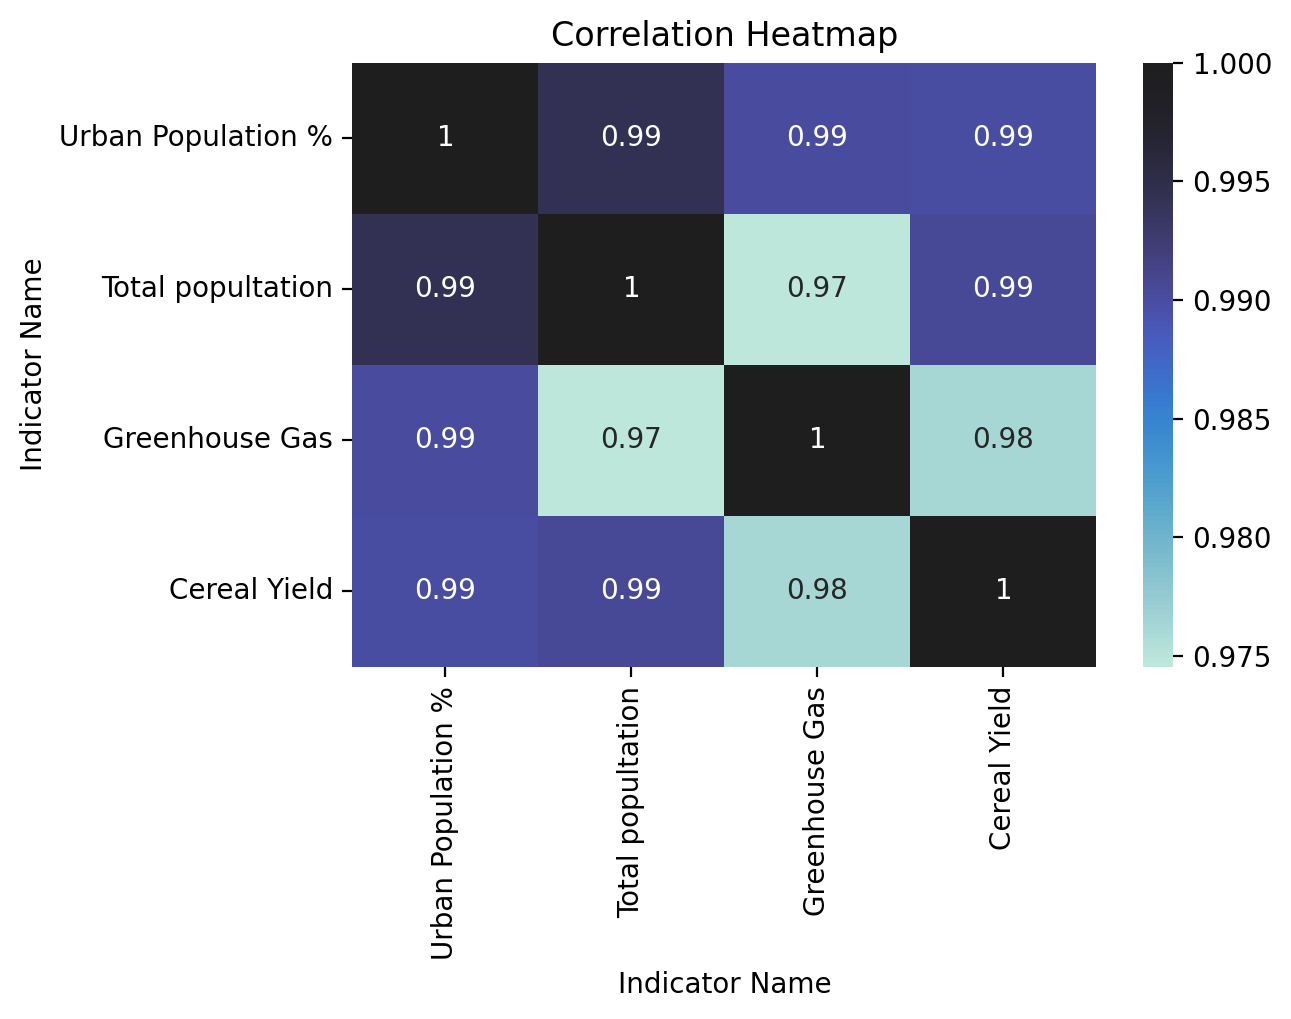 Correlation Heatmap
Urban Population % 1 0.99 0.99 0.99
Total popultation 0.99 1 0.97 0.99
Greenhouse Gas 0.99 0.97 1 0.98
Cereal Yield 0.99 0.99 0.98 1
Indicator Name
Urban Population %
Total popultation
Greenhouse Gas
Cereal Yield
Indicator Name
1.000
0.995
0.990
0.985
0.980
0.975